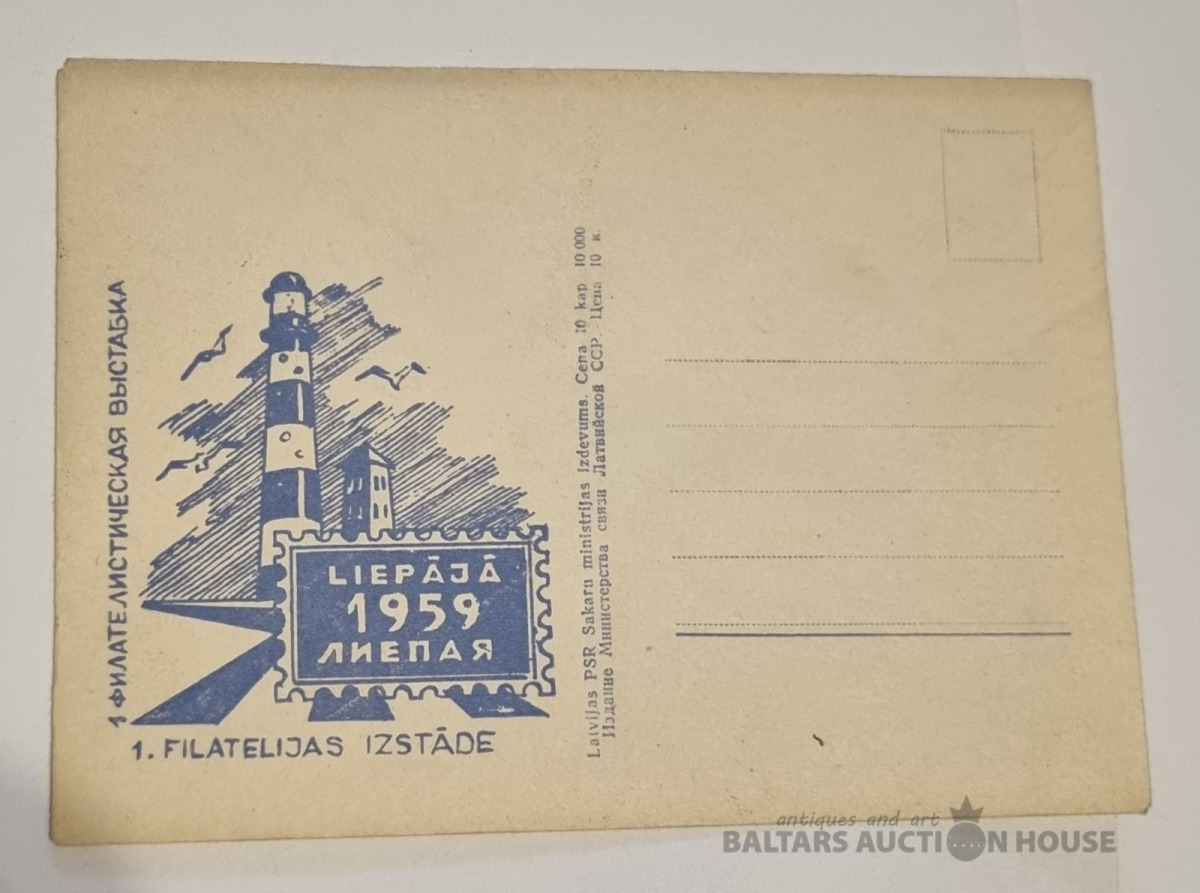 1 ФИЛАТЕЛИСТИЧЕСКАЯ ВЫСТАВКА
LIEPĀJĀ
1959
ЛИЕПАЯ
1. FILATELIJAS IZSTĀDE
Latvijas PSR Sakaru ministrijas izdevums. Cena 10 kap 10 000
Издание Министерства связи Латвийской ССР. Цена 10 к.
antiques and art
BALTARS AUCTION HOUSE